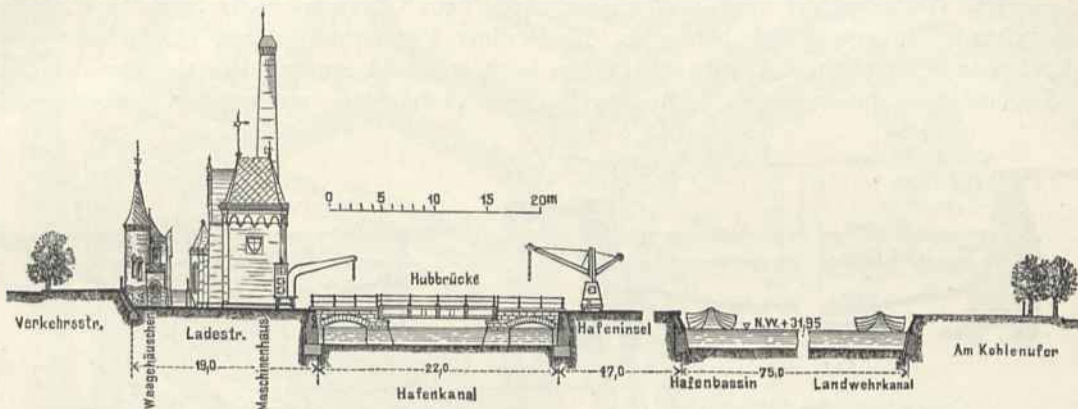 0 5 10 15 20m
Hubbrücke
N.W. + 31,95
Verkehrsstr.
Waagehäuschen
Ladestr.
Maschinenhaus
Hafeninsel
Am Kohlenufer
19,0
22,0
17,0
75,0
Hafenkanal
Hafenbassin
Landwehrkanal